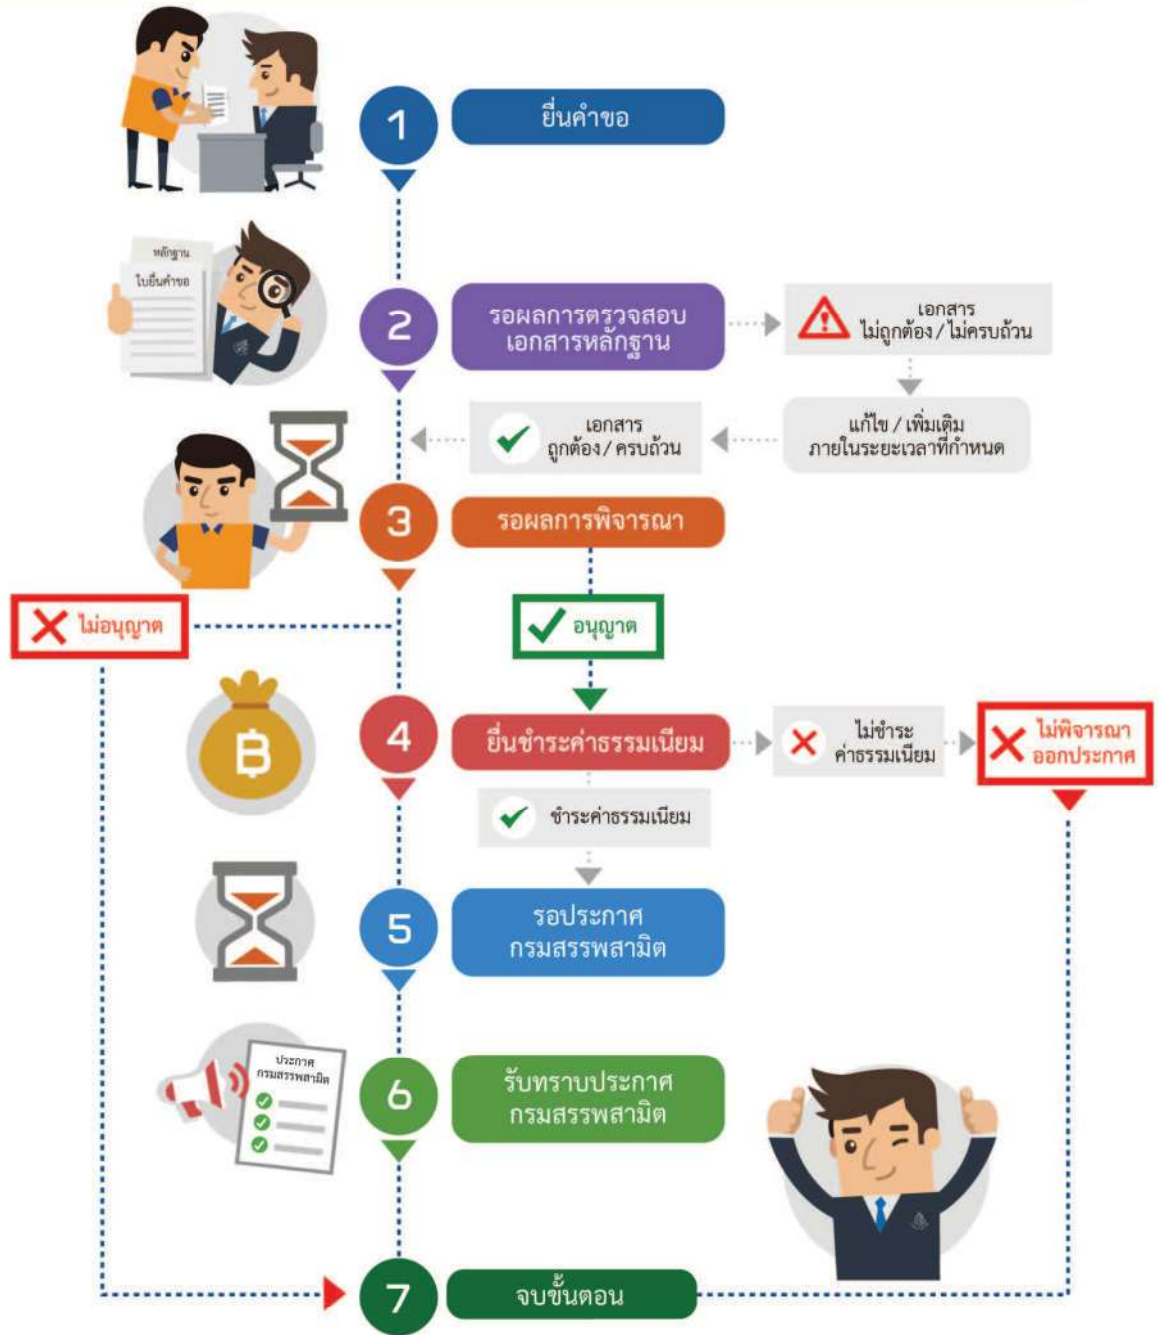 1
ยื่นคำขอ
หลักฐาน
ใบยื่นคำขอ
2
รอผลการตรวจสอบ
เอกสารหลักฐาน
เอกสาร
ไม่ถูกต้อง / ไม่ครบถ้วน
แก้ไข / เพิ่มเติม
ภายในระยะเวลาที่กำหนด
เอกสาร
ถูกต้อง / ครบถ้วน
3
รอผลการพิจารณา
ไม่อนุญาต
อนุญาต
4
ยื่นชำระค่าธรรมเนียม
ไม่ชำระ
ค่าธรรมเนียม
ไม่พิจารณา
ออกประกาศ
฿
ชำระค่าธรรมเนียม
5
รอประกาศ
กรมสรรพสามิต
ประกาศ
กรมสรรพสามิต
6
รับทราบประกาศ
กรมสรรพสามิต
7
จบขั้นตอน